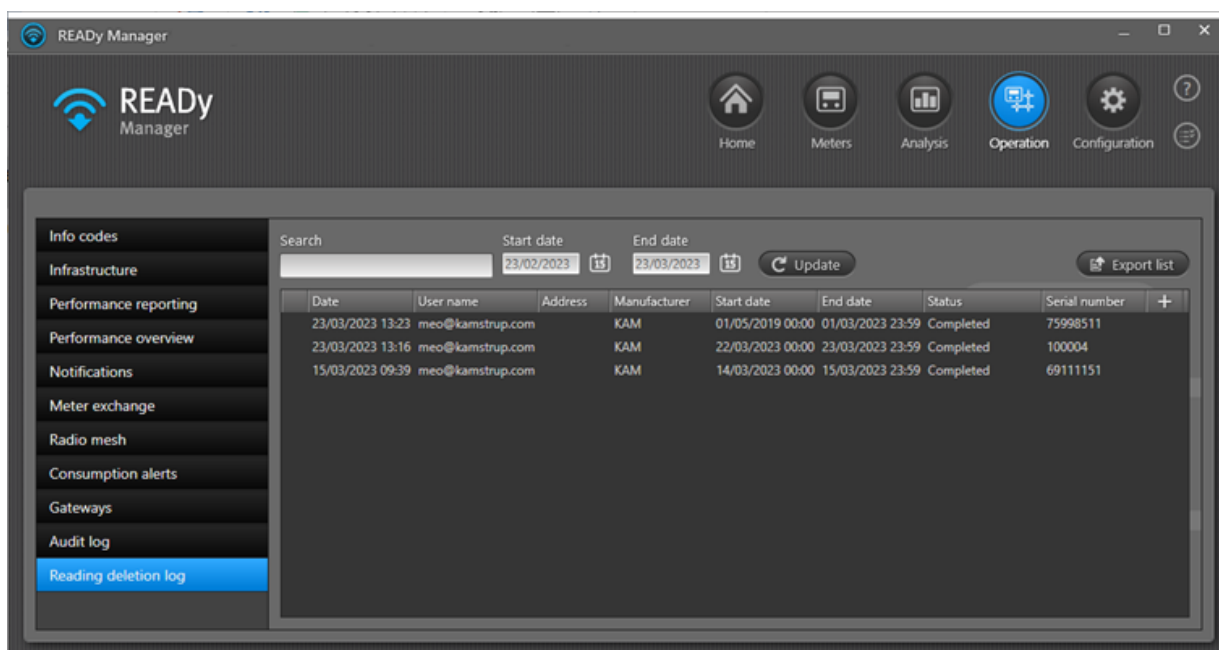 READy Manager
READy
Manager
Home Meters Analysis Operation Configuration
?
Info codes
Infrastructure
Performance reporting
Performance overview
Notifications
Meter exchange
Radio mesh
Consumption alerts
Gateways
Audit log
Reading deletion log
Search Start date End date
23/02/2023 15 23/03/2023 15 Update Export list
Date User name Address Manufacturer Start date End date Status Serial number +
23/03/2023 13:23 meo@kamstrup.com KAM 01/05/2019 00:00 01/03/2023 23:59 Completed 75998511
23/03/2023 13:16 meo@kamstrup.com KAM 22/03/2023 00:00 23/03/2023 23:59 Completed 100004
15/03/2023 09:39 meo@kamstrup.com KAM 14/03/2023 00:00 15/03/2023 23:59 Completed 69111151